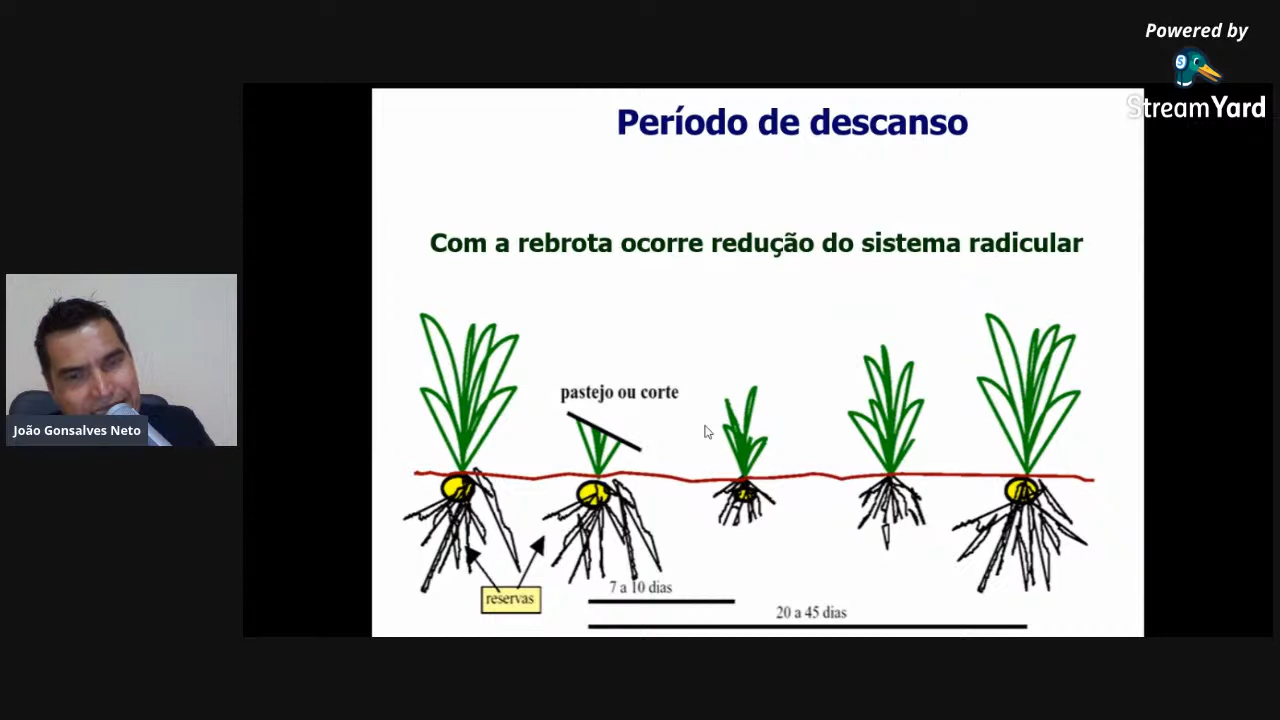 Powered by
StreamYard
Período de descanso
Com a rebrota ocorre redução do sistema radicular
pastejo ou corte
João Gonsalves Neto
7 a 10 dias
reservas
20 a 45 dias